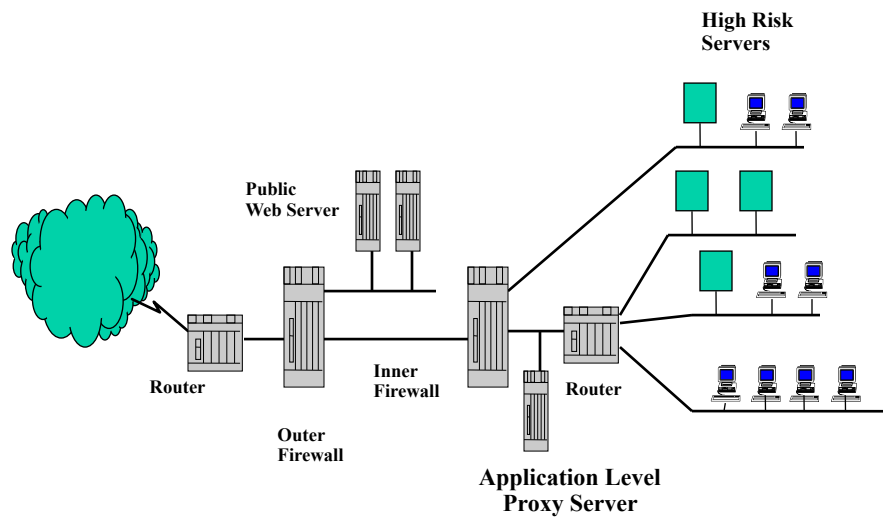 High Risk
Servers
Public
Web Server
Inner
Firewall
Router
Router
Outer
Firewall
Application Level
Proxy Server